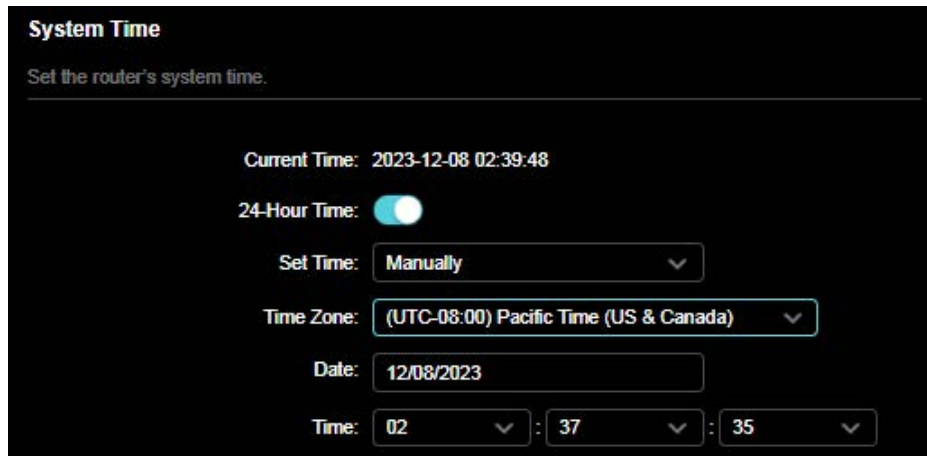 System Time
Set the router's system time.
Current Time: 2023-12-08 02:39:48
24-Hour Time:
Set Time: Manually
Time Zone: (UTC-08:00) Pacific Time (US & Canada)
Date: 12/08/2023
Time: 02 : 37 : 35